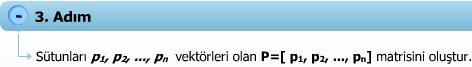 3. Adım
Sütunları p₁, p₂, ..., pₙ vektörleri olan P=[ p₁, p₂, ..., pₙ] matrisini oluştur.